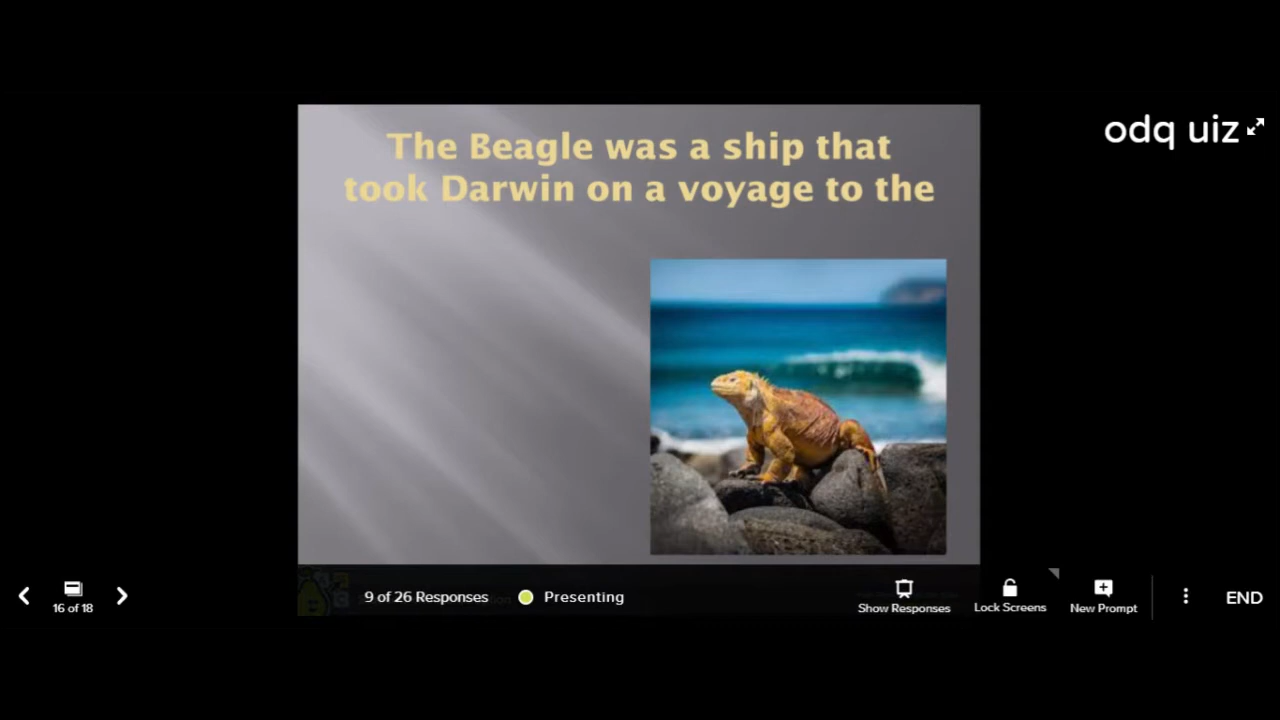 odq uiz
The Beagle was a ship that
took Darwin on a voyage to the
16 of 18
9 of 26 Responses
Presenting
Show Responses
Lock Screens
New Prompt
END